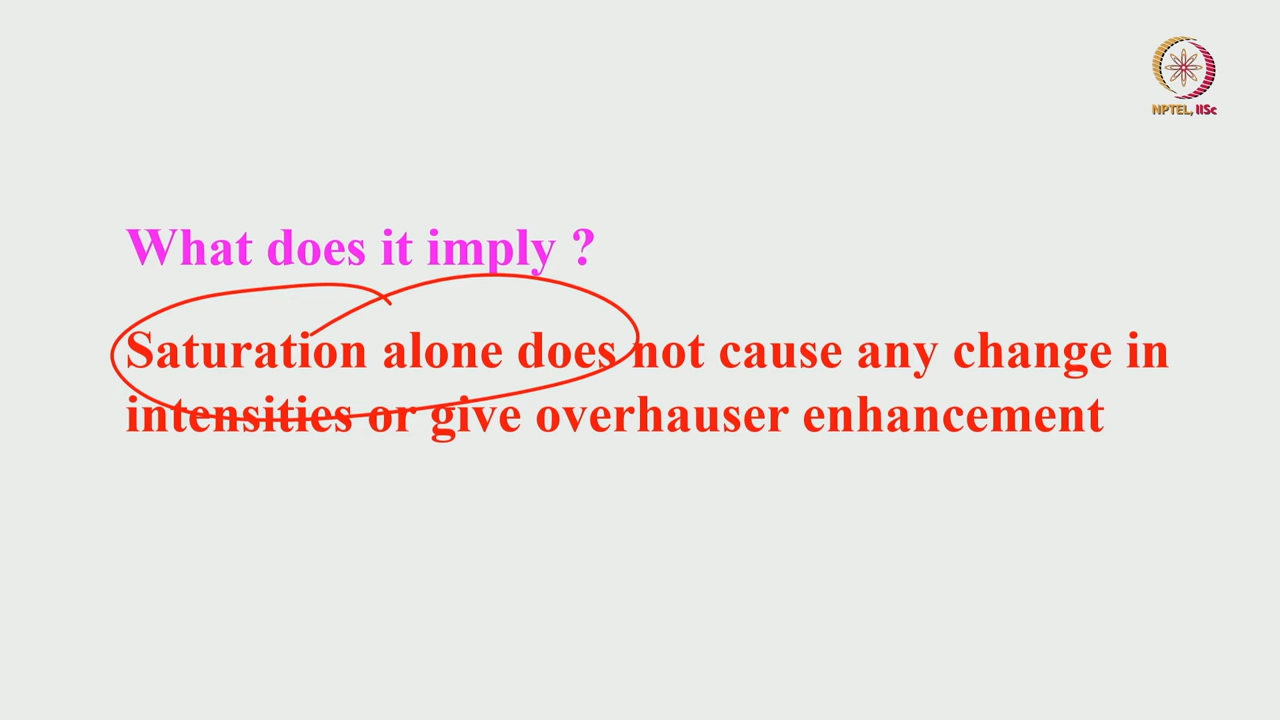 NPTEL, IISc
What does it imply ?
Saturation alone does not cause any change in
intensities or give overhauser enhancement